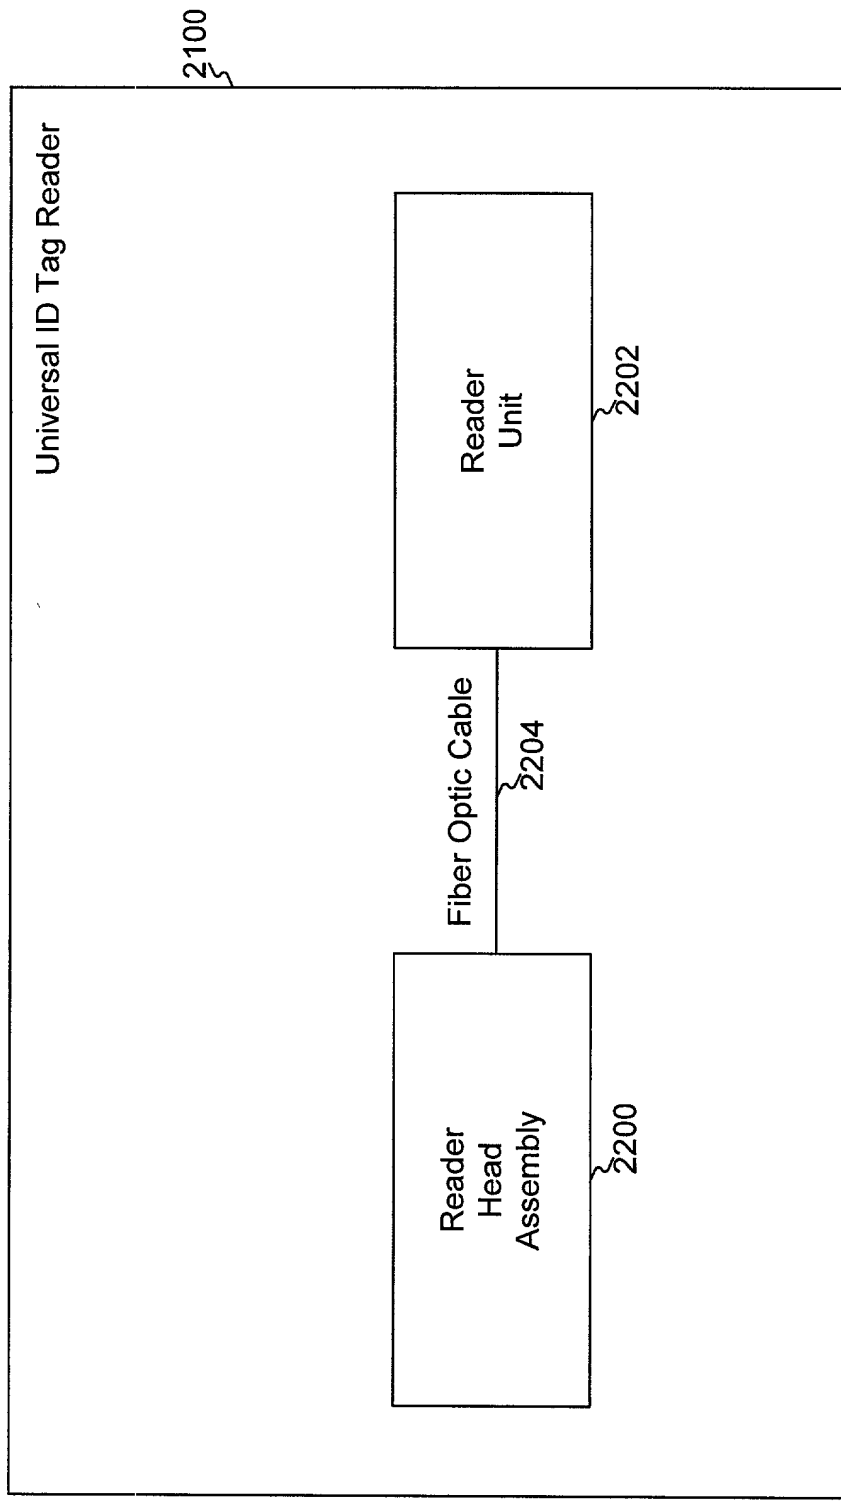 2100
Universal ID Tag Reader
Reader
Head
Assembly
2200
Fiber Optic Cable
2204
Reader
Unit
2202